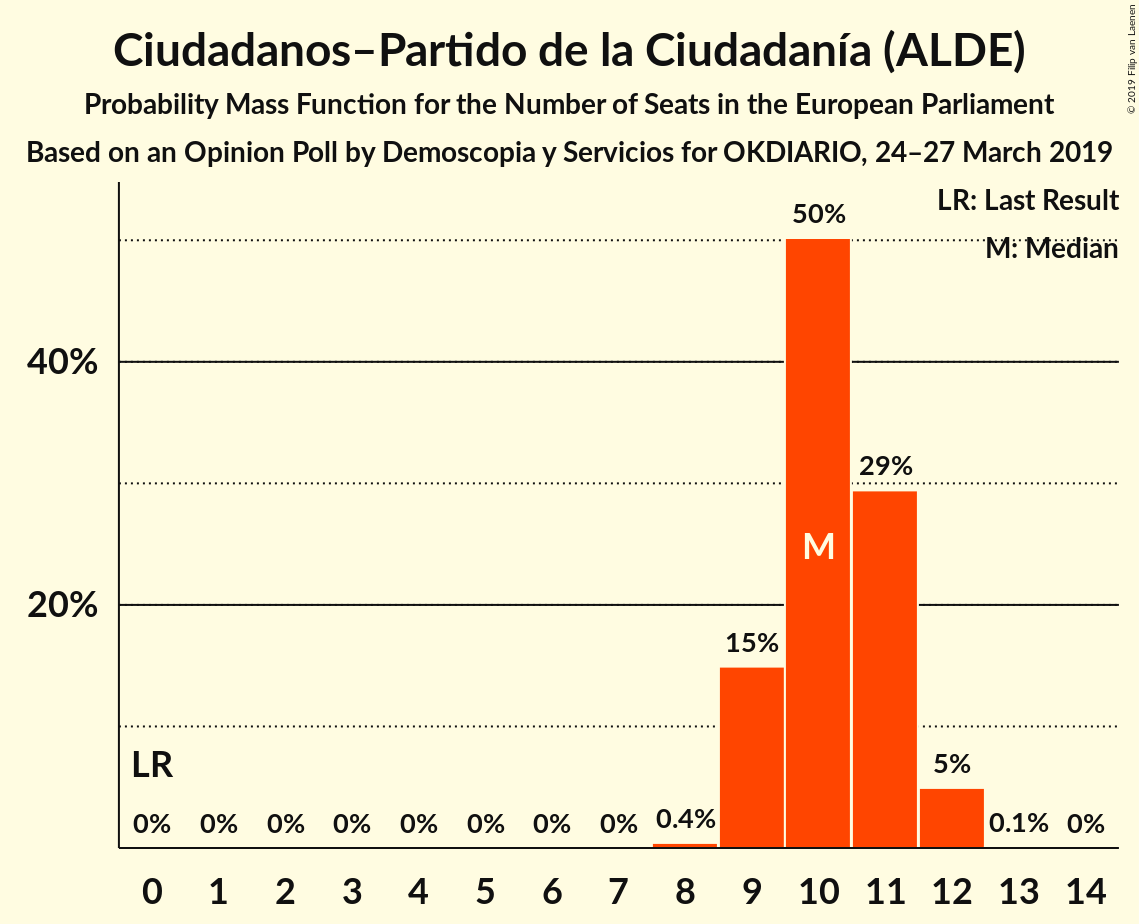 Ciudadanos–Partido de la Ciudadanía (ALDE)
Probability Mass Function for the Number of Seats in the European Parliament
Based on an Opinion Poll by Demoscopia y Servicios for OKDIARIO, 24–27 March 2019
© 2019 Filip van Laenen
LR: Last Result
M: Median
50%
40%
29%
M
20%
15%
LR
5%
0% 0% 0% 0% 0% 0% 0% 0% 0.4% 0.1% 0%
0 1 2 3 4 5 6 7 8 9 10 11 12 13 14